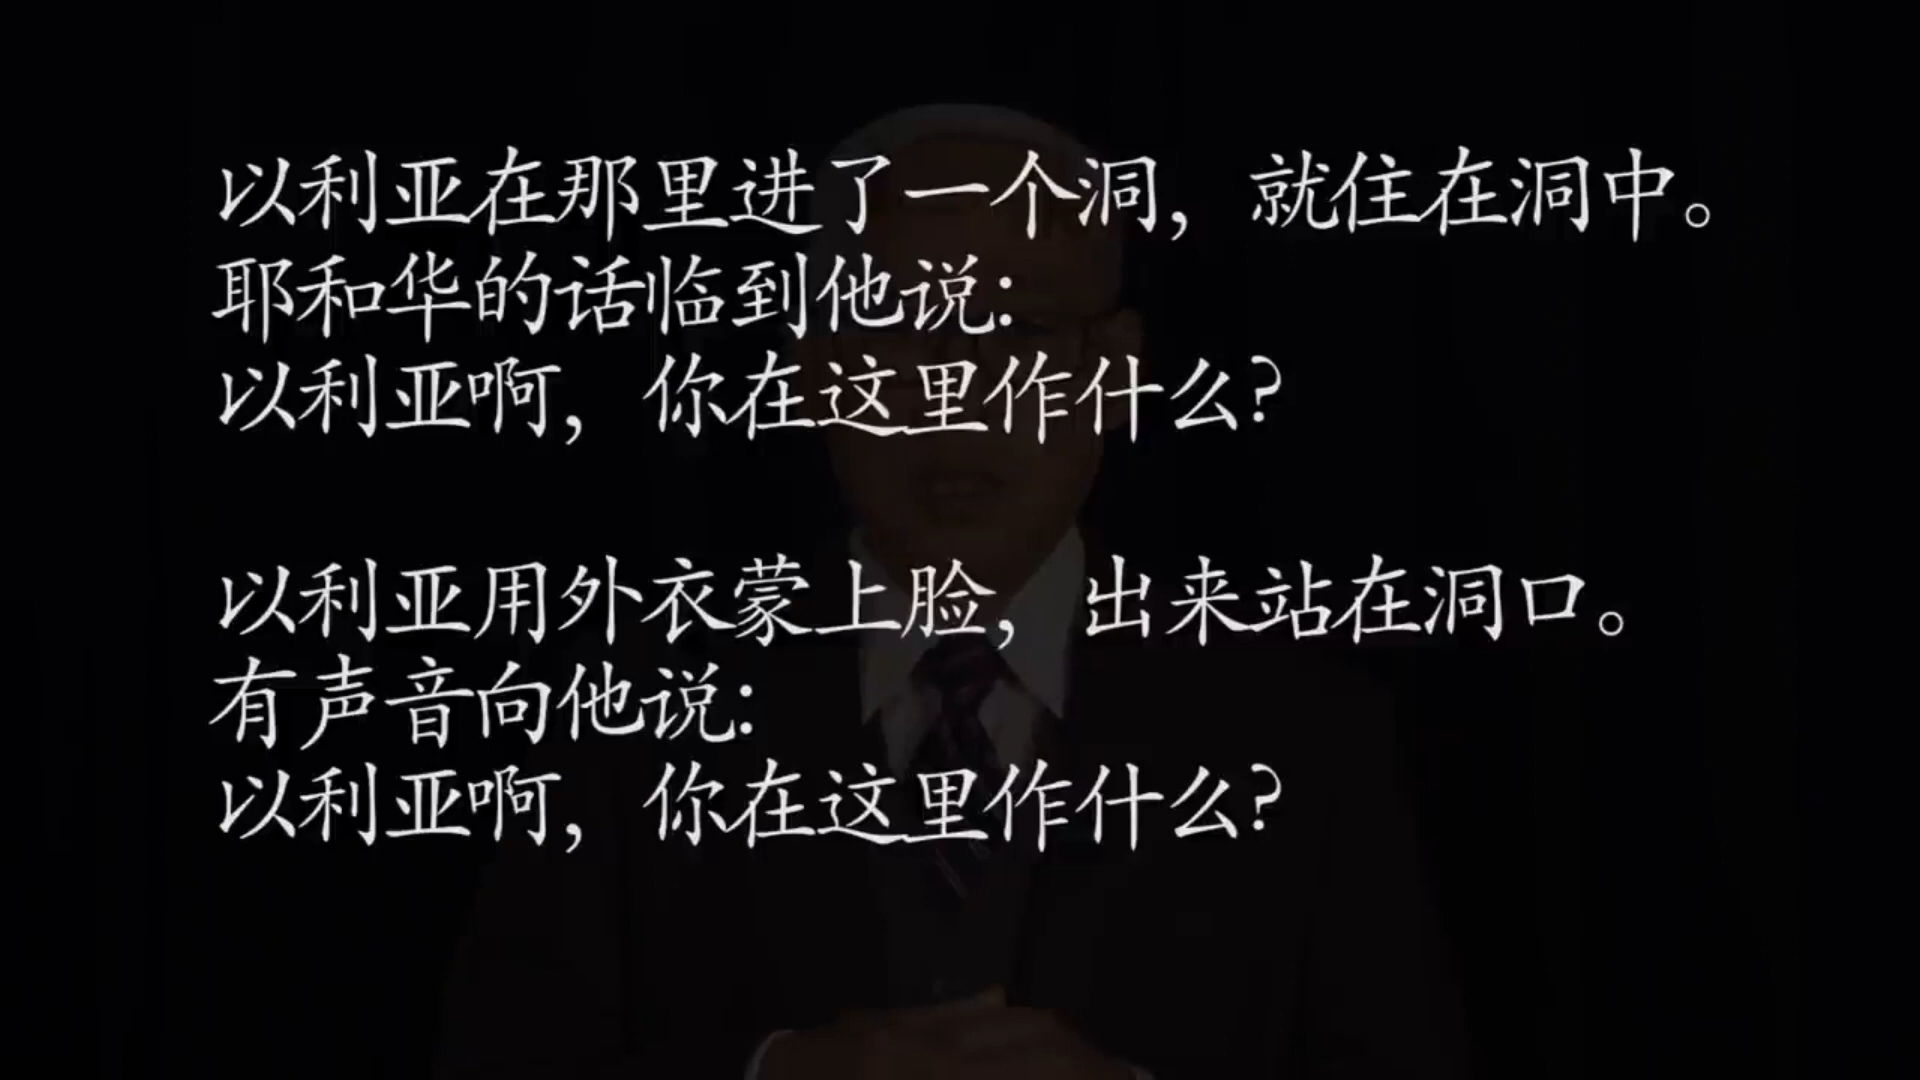 以利亚在那里进了一个洞，就住在洞中。
耶和华的话临到他说：
以利亚啊，你在这里作什么？
以利亚用外衣蒙上脸，出来站在洞口。
有声音向他说：
以利亚啊，你在这里作什么？